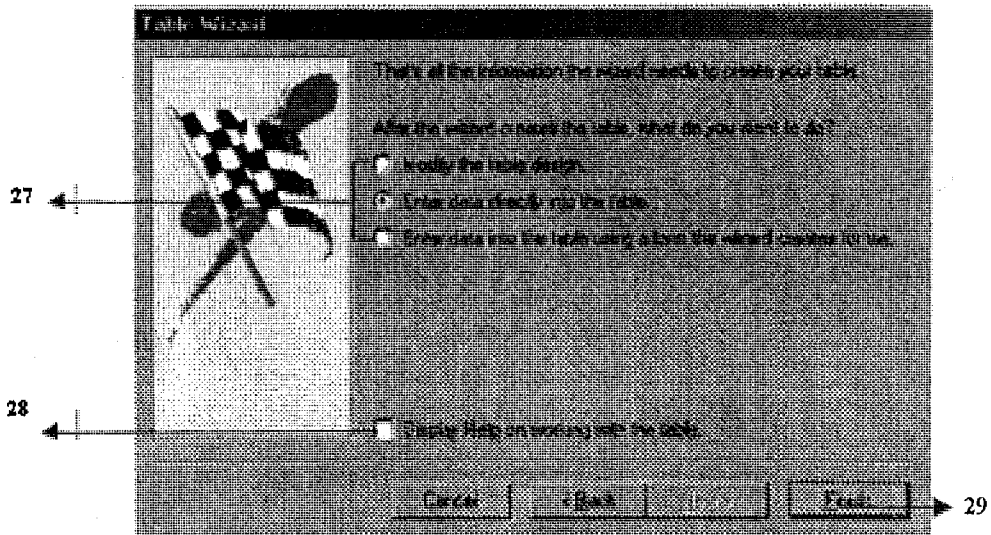 Table Wizard
That's all the information the wizard needs to create your table.
After the wizard creates the table, what do you want to do?
Modify the table design.
27
Enter data directly into the table.
Enter data into the table using a form the wizard creates for me.
28
Display Help on working with the table.
Cancel < Back Finish 29